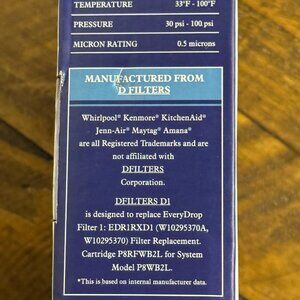 TEMPERATURE 33°F - 100°F
PRESSURE 30 psi - 100 psi
MICRON RATING 0.5 microns
MANUFACTURED FROM
D FILTERS
Whirlpool® Kenmore® KitchenAid®
Jenn-Air® Maytag® Amana®
are all Registered Trademarks and are
not affiliated with
DFILTERS
Corporation.
DFILTERS D1
is designed to replace EveryDrop
Filter 1: EDR1RXD1 (W10295370A,
W10295370) Filter Replacement.
Cartridge P8RFWB2L for System
Model P8WB2L.
*This is based on internal manufacturer data.